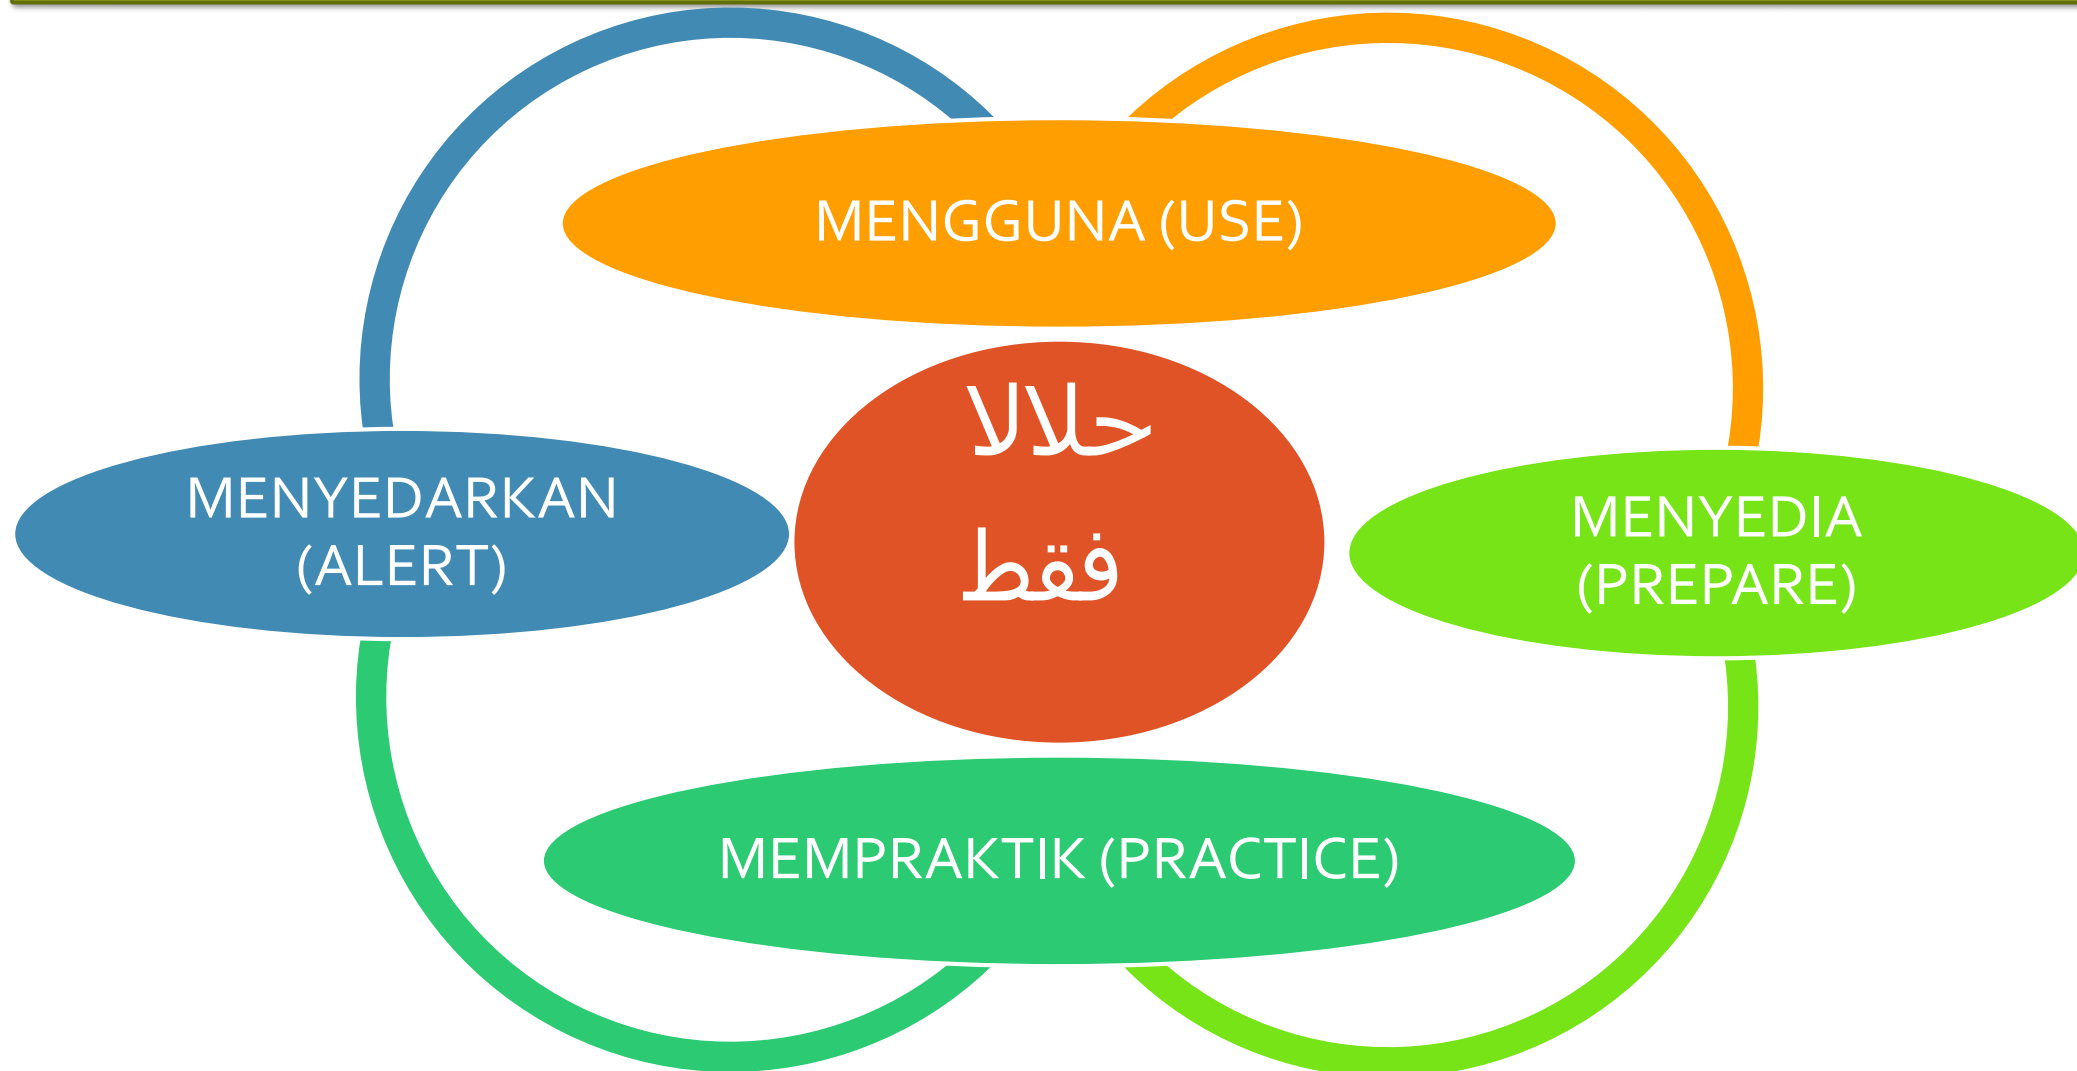 MENGGUNA (USE)
حلالا
فقط
MENYEDARKAN
(ALERT)
MENYEDIA
(PREPARE)
MEMPRAKTIK (PRACTICE)